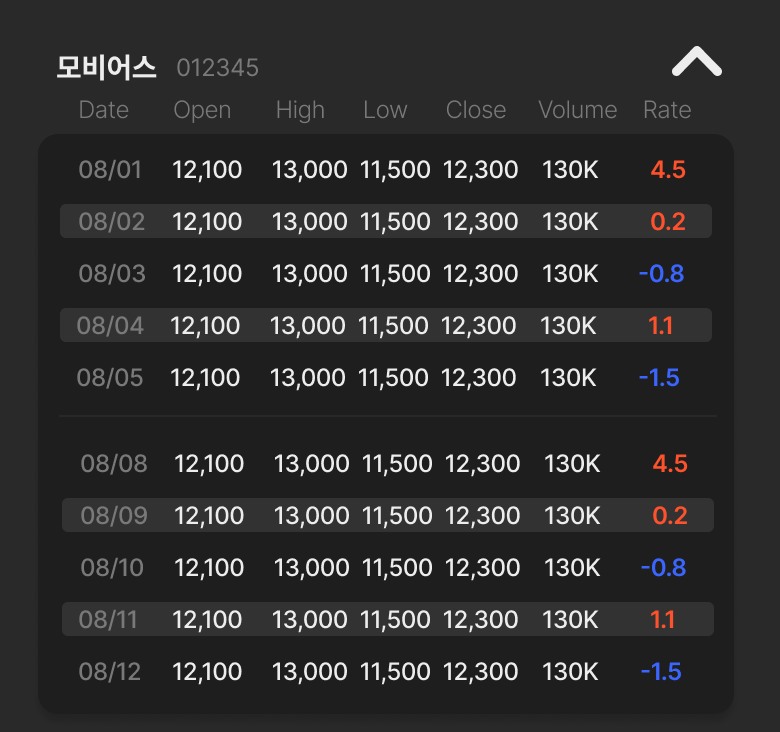 모비어스 012345
Date Open High Low Close Volume Rate
08/01 12,100 13,000 11,500 12,300 130K 4.5
08/02 12,100 13,000 11,500 12,300 130K 0.2
08/03 12,100 13,000 11,500 12,300 130K -0.8
08/04 12,100 13,000 11,500 12,300 130K 1.1
08/05 12,100 13,000 11,500 12,300 130K -1.5
08/08 12,100 13,000 11,500 12,300 130K 4.5
08/09 12,100 13,000 11,500 12,300 130K 0.2
08/10 12,100 13,000 11,500 12,300 130K -0.8
08/11 12,100 13,000 11,500 12,300 130K 1.1
08/12 12,100 13,000 11,500 12,300 130K -1.5